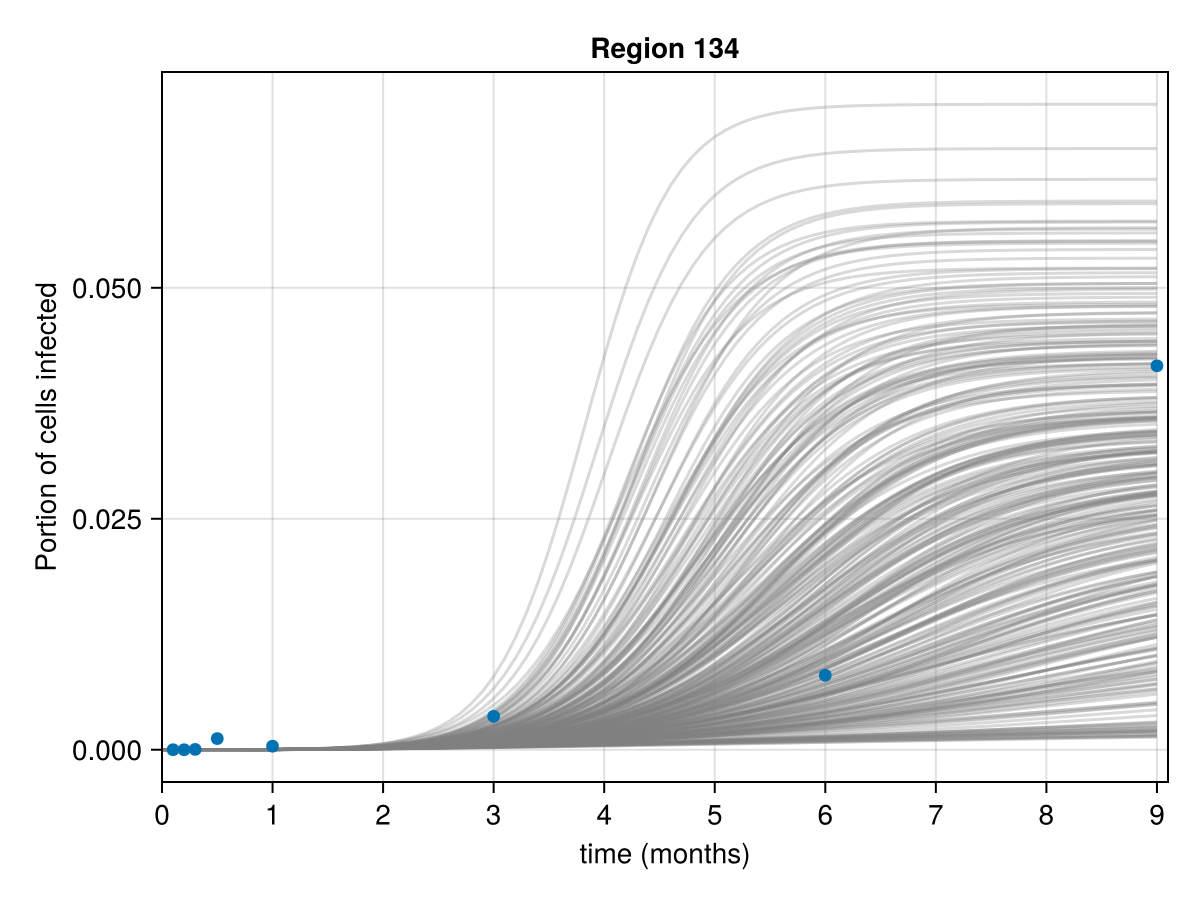 Region 134
Portion of cells infected
0.050
0.025
0.000
0 1 2 3 4 5 6 7 8 9
time (months)